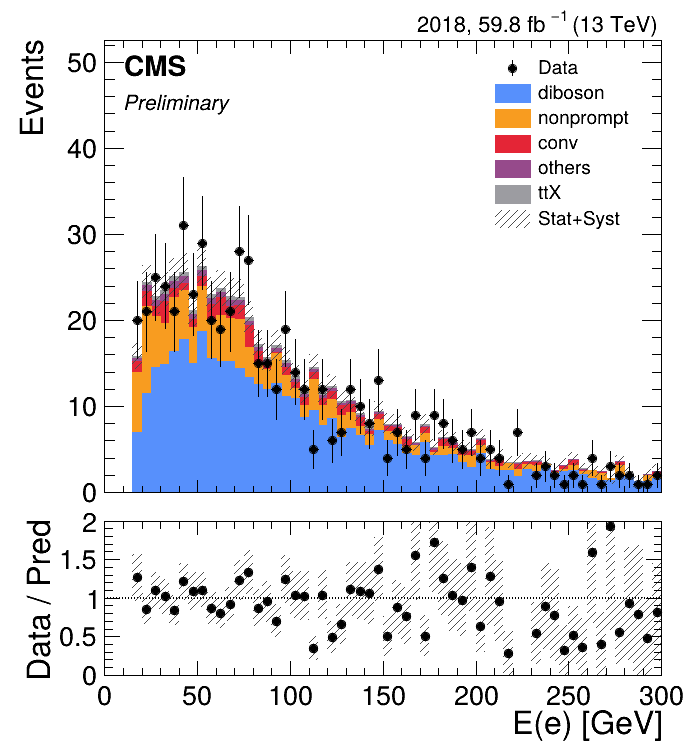 2018, 59.8 fb⁻¹ (13 TeV)
CMS
Preliminary
Events
50
40
30
20
10
0
Data
diboson
nonprompt
conv
others
ttX
Stat+Syst
Data / Pred
2
1.5
1
0.5
0
0 50 100 150 200 250 300
E(e) [GeV]